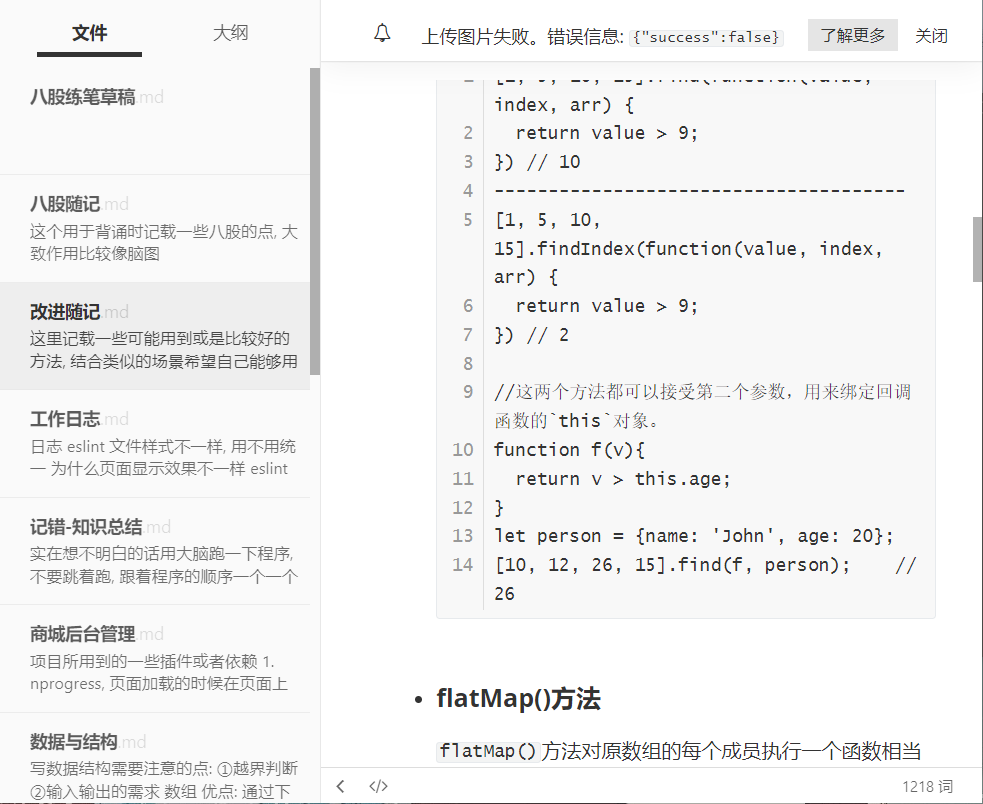 文件
大纲
八股练笔草稿.md
八股随记.md
这个用于背诵时记载一些八股的点, 大
致作用比较像脑图
改进随记.md
这里记载一些可能用到或是比较好的
方法, 结合类似的场景希望自己能够用
工作日志.md
日志 eslint 文件样式不一样, 用不用统
一 为什么页面显示效果不一样 eslint
记错-知识总结.md
实在想不明白的话用大脑跑一下程序,
不要跳着跑, 跟着程序的顺序一个一个
商城后台管理.md
项目所用到的一些插件或者依赖 1.
nprogress, 页面加载的时候在页面上
数据与结构.md
写数据结构需要注意的点: ①越界判断
②输入输出的需求 数组 优点: 通过下
上传图片失败。错误信息: {"success":false}
了解更多
关闭
1 [1, 5, 10, 15].find(function(value,
index, arr) {
2 return value > 9;
3 }) // 10
4 --------------------------------------
5 [1, 5, 10,
15].findIndex(function(value, index,
arr) {
6 return value > 9;
7 }) // 2
8
9 //这两个方法都可以接受第二个参数，用来绑定回调
函数的`this`对象。
10 function f(v){
11 return v > this.age;
12 }
13 let person = {name: 'John', age: 20};
14 [10, 12, 26, 15].find(f, person); //
26
• flatMap()方法
flatMap()方法对原数组的每个成员执行一个函数相当
</> 
1218 词